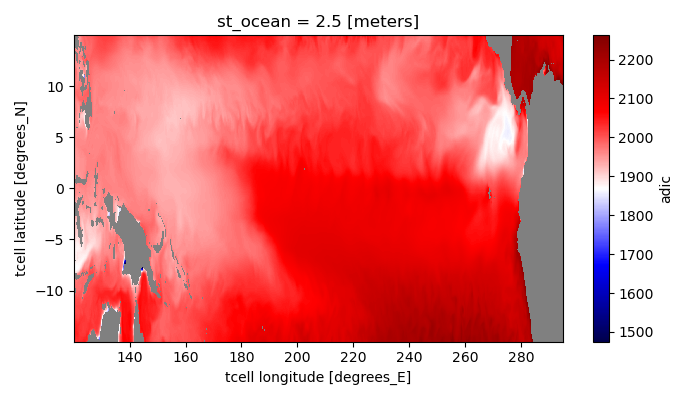 st_ocean = 2.5 [meters]
10
5
0
−5
−10
tcell latitude [degrees_N]
140 160 180 200 220 240 260 280
tcell longitude [degrees_E]
2200
2100
2000
1900
1800
1700
1600
1500
adic